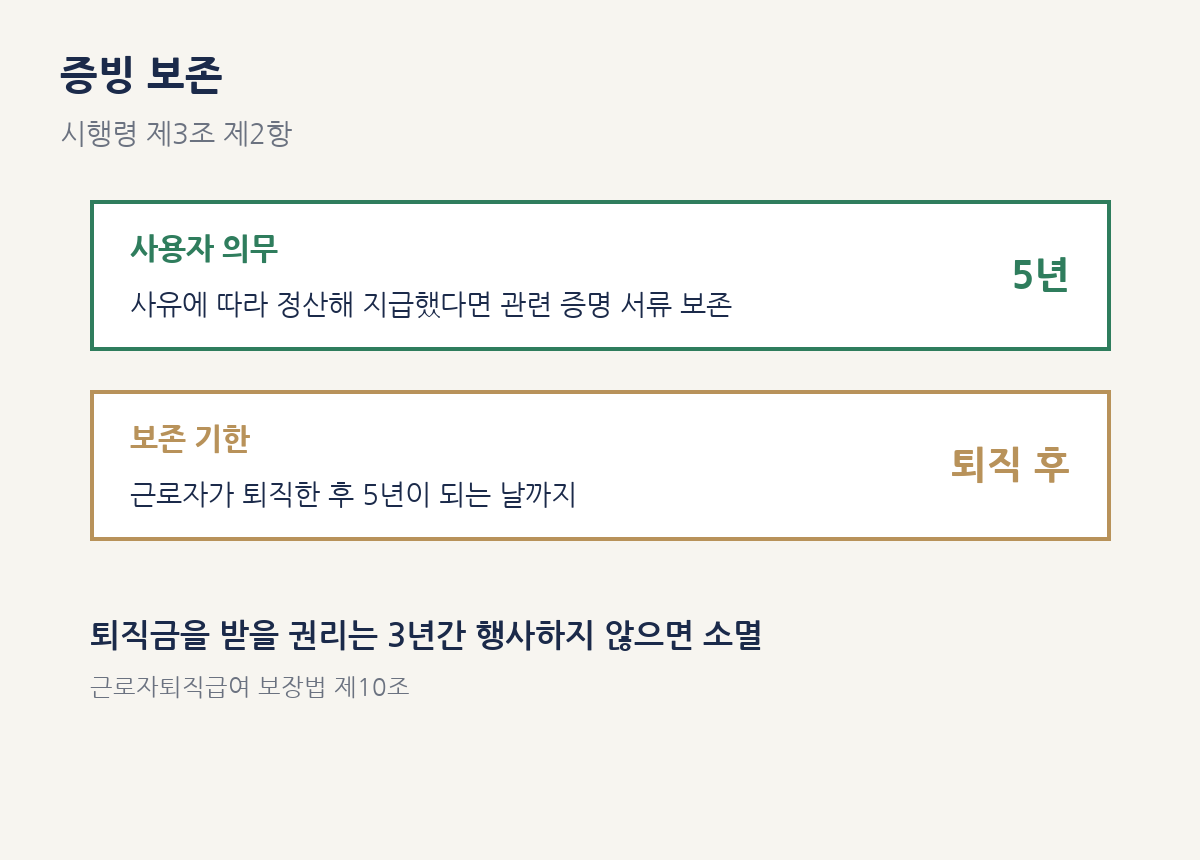 증빙 보존
시행령 제3조 제2항
사용자 의무
사유에 따라 정산해 지급했다면 관련 증명 서류 보존
5년
보존 기한
근로자가 퇴직한 후 5년이 되는 날까지
퇴직 후
퇴직금을 받을 권리는 3년간 행사하지 않으면 소멸
근로자퇴직급여 보장법 제10조